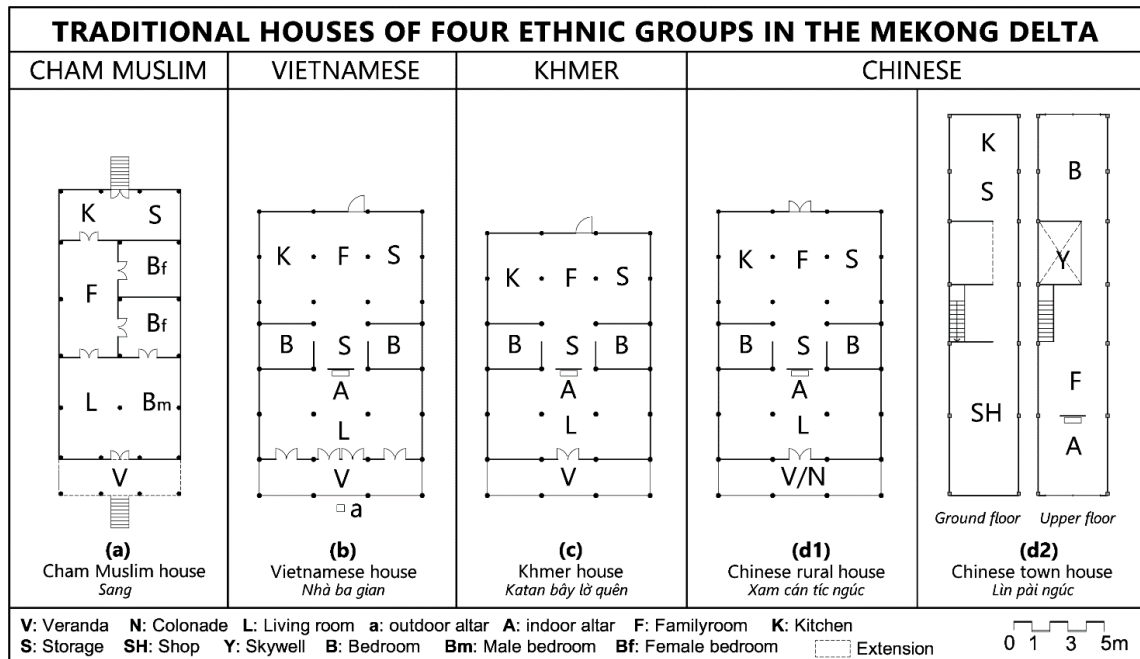 TRADITIONAL HOUSES OF FOUR ETHNIC GROUPS IN THE MEKONG DELTA
CHAM MUSLIM
K S
Bf
F
Bf
L Bm
V
(a)
Cham Muslim house
Sang
VIETNAMESE
K F S
B S B
A
L
V
a
(b)
Vietnamese house
Nhà ba gian
KHMER
K F S
B S B
A
L
V
(c)
Khmer house
Katan bây lờ quên
CHINESE
K F S
B S B
A
L
V/N
(d1)
Chinese rural house
Xam cán tíc ngúc
K
S
SH
Ground floor
B
Y
F
A
Upper floor
(d2)
Chinese town house
Lìn pài ngúc
V: Veranda N: Colonade L: Living room a: outdoor altar A: indoor altar F: Familyroom K: Kitchen
S: Storage SH: Shop Y: Skywell B: Bedroom Bm: Male bedroom Bf: Female bedroom Extension
0 1 3 5m